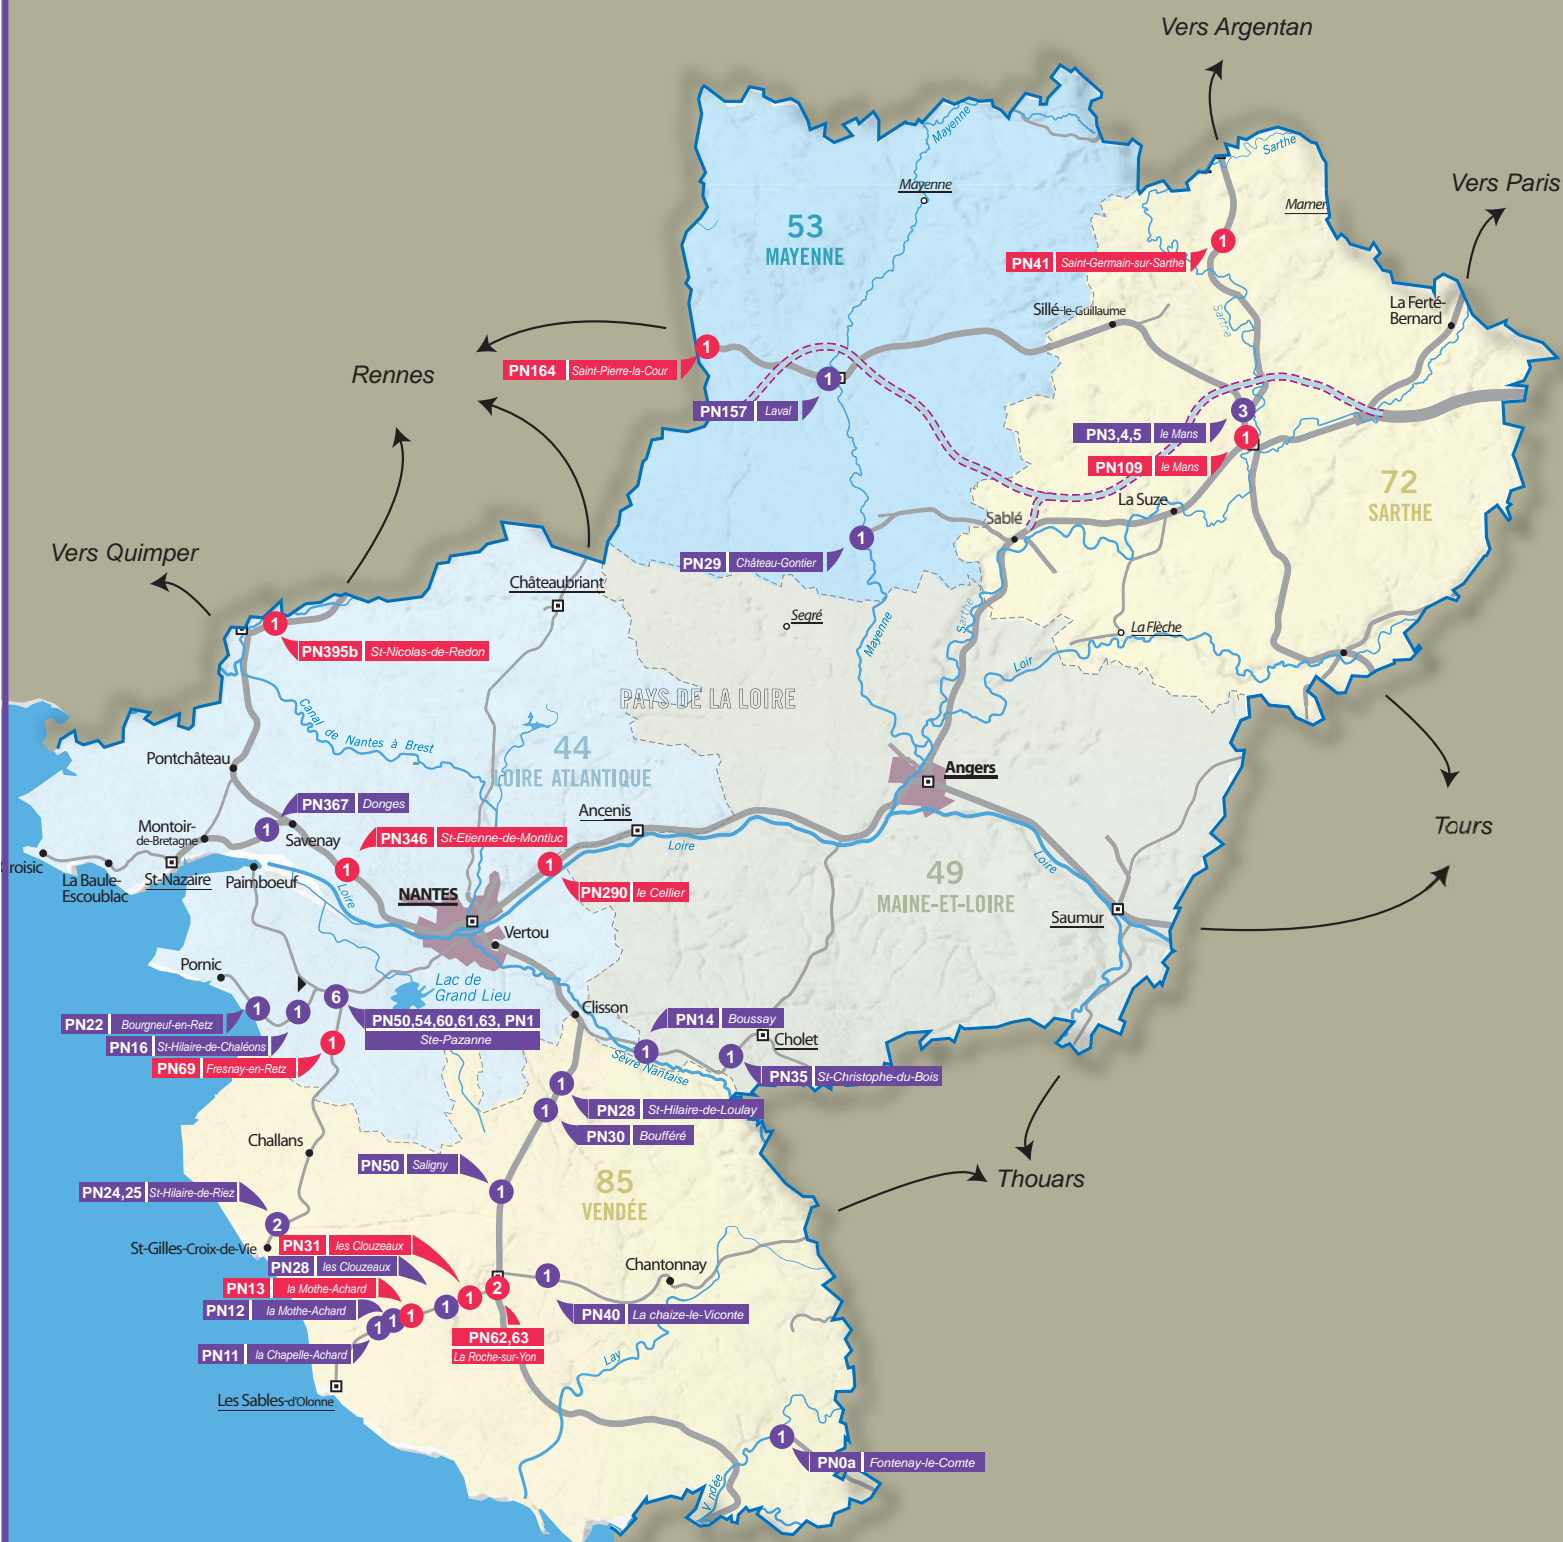 Vers Argentan
Vers Paris
Mayenne
Sarthe
Mayenne
Mamer
53
MAYENNE
1
PN41 Saint-Germain-sur-Sarthe
Sarthe
Sillé-le-Guillaume
La Ferté-
Bernard
Rennes
1
PN164 Saint-Pierre-la-Cour
1
PN157 Laval
3
PN3,4,5 le Mans
1
PN109 le Mans
72
SARTHE
La Suze
Sablé
1
PN29 Château-Gontier
Vers Quimper
Châteaubriant
Segré
Mayenne
Sarthe
La Flèche
Loir
1
PN395b St-Nicolas-de-Redon
PAYS DE LA LOIRE
Canal de Nantes à Brest
44
LOIRE ATLANTIQUE
Pontchâteau
Angers
PN367 Donges
1
Savenay
Montoir-
de-Bretagne
Ancenis
PN346 St-Etienne-de-Montluc
1
Loire
Loire
Tours
roisic
La Baule-
Escoublac
St-Nazaire
Paimboeuf
Loire
1
PN290 le Cellier
NANTES
49
MAINE-ET-LOIRE
Saumur
Vertou
Pornic
Lac de
Grand Lieu
Clisson
1
1
6
PN22 Bourgneuf-en-Retz
PN50,54,60,61,63, PN1
Ste-Pazanne
PN16 St-Hilaire-de-Chaléons
PN69 Fresnay-en-Retz
1
PN14 Boussay
1
Cholet
1
Sèvre Nantaise
PN35 St-Christophe-du-Bois
1
PN28 St-Hilaire-de-Loulay
1
PN30 Boufféré
Challans
PN50 Saligny
1
85
VENDÉE
Thouars
PN24,25 St-Hilaire-de-Riez
2
St-Gilles-Croix-de-Vie
PN31 les Clouzeaux
PN28 les Clouzeaux
PN13 la Mothe-Achard
PN12 la Mothe-Achard
1
1
1
1
1
2
1
Chantonnay
PN40 La chaize-le-Viconte
PN62,63
La Roche-sur-Yon
PN11 la Chapelle-Achard
Lay
Les Sables-d'Olonne
1
PN0a Fontenay-le-Comte
V ndée